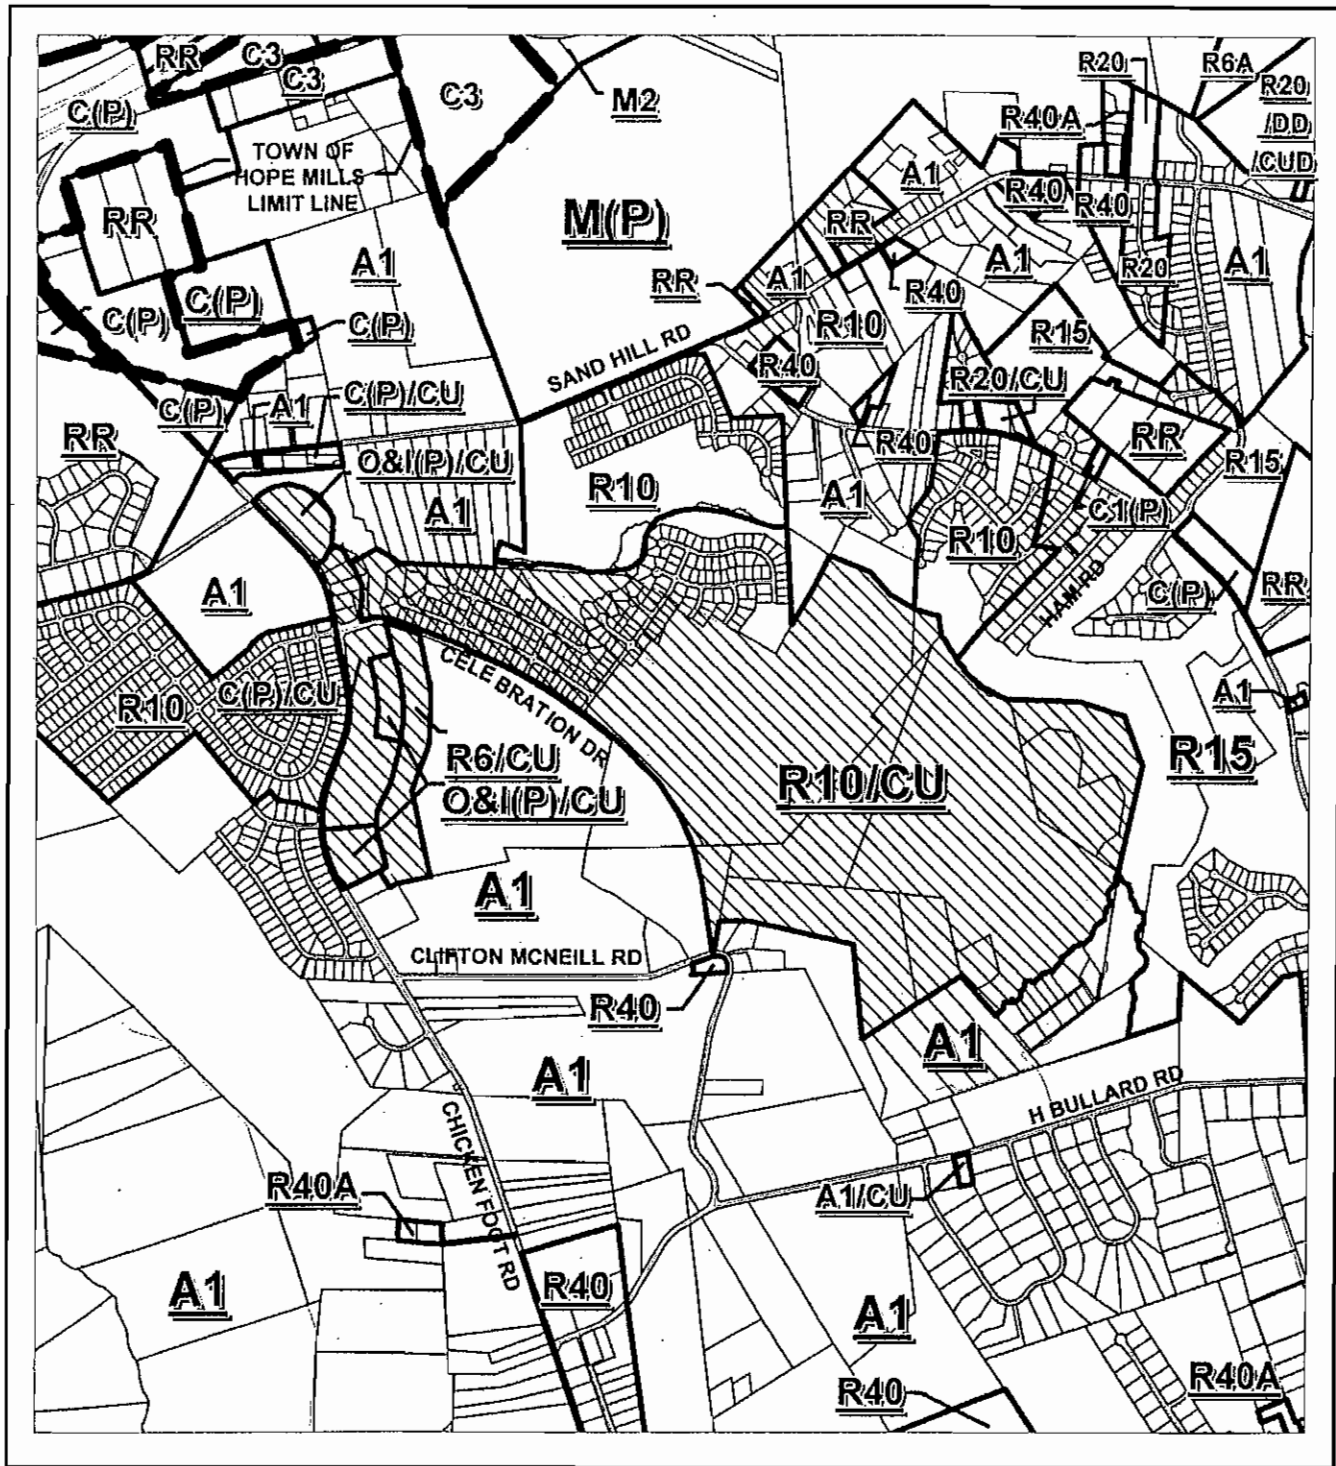 RR
C3
C3
C3
M2
R20
R6A
R20
/DD
/CUD
C(P)
R40A
TOWN OF
HOPE MILLS
LIMIT LINE
A1
RR
M(P)
R40
R40
RR
A1
A1
R20
A1
C(P)
C(P)
C(P)
RR
A1
R40
R10
R15
SAND HILL RD
R40
R20/CU
C(P)
A1
C(P)/CU
RR
R40
RR
R15
O&I(P)/CU
A1
R10
A1
C1(P)
R10
A1
HAM RD
C(P)
RR
CELEBRATION DR
R10
C(P)/CU
A1
R15
R6/CU
O&I(P)/CU
R10/CU
A1
CLIFTON MCNEILL RD
R40
A1
A1
H BULLARD RD
CHICKEN FOOT RD
R40A
A1/CU
A1
R40
A1
R40
R40A